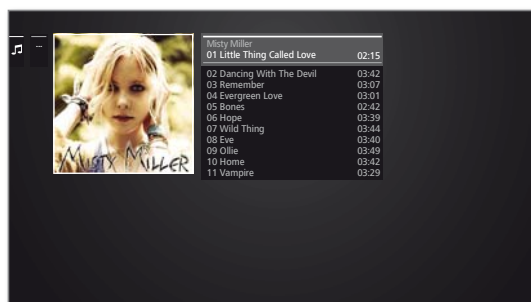 ...
MISTY MILLER
Misty Miller
01 Little Thing Called Love 02:15
02 Dancing With The Devil 03:42
03 Remember 03:07
04 Evergreen Love 03:01
05 Bones 02:42
06 Hope 03:39
07 Wild Thing 03:44
08 Eve 03:40
09 Ollie 03:49
10 Home 03:42
11 Vampire 03:29